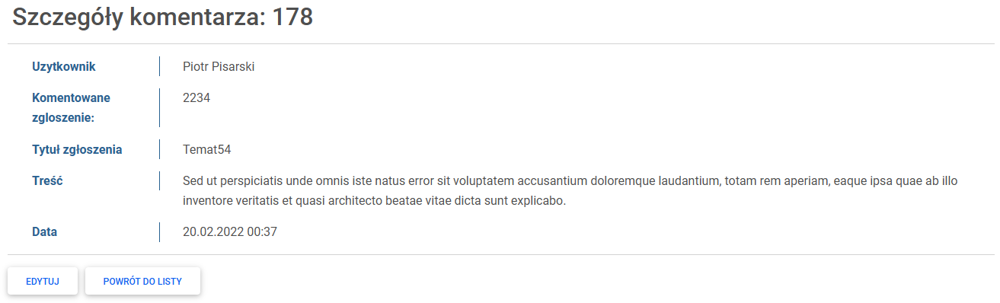 Szczegóły komentarza: 178
Uzytkownik
Piotr Pisarski
Komentowane
zgloszenie:
2234
Tytuł zgłoszenia
Temat54
Treść
Sed ut perspiciatis unde omnis iste natus error sit voluptatem accusantium doloremque laudantium, totam rem aperiam, eaque ipsa quae ab illo
inventore veritatis et quasi architecto beatae vitae dicta sunt explicabo.
Data
20.02.2022 00:37
EDYTUJ
POWRÓT DO LISTY